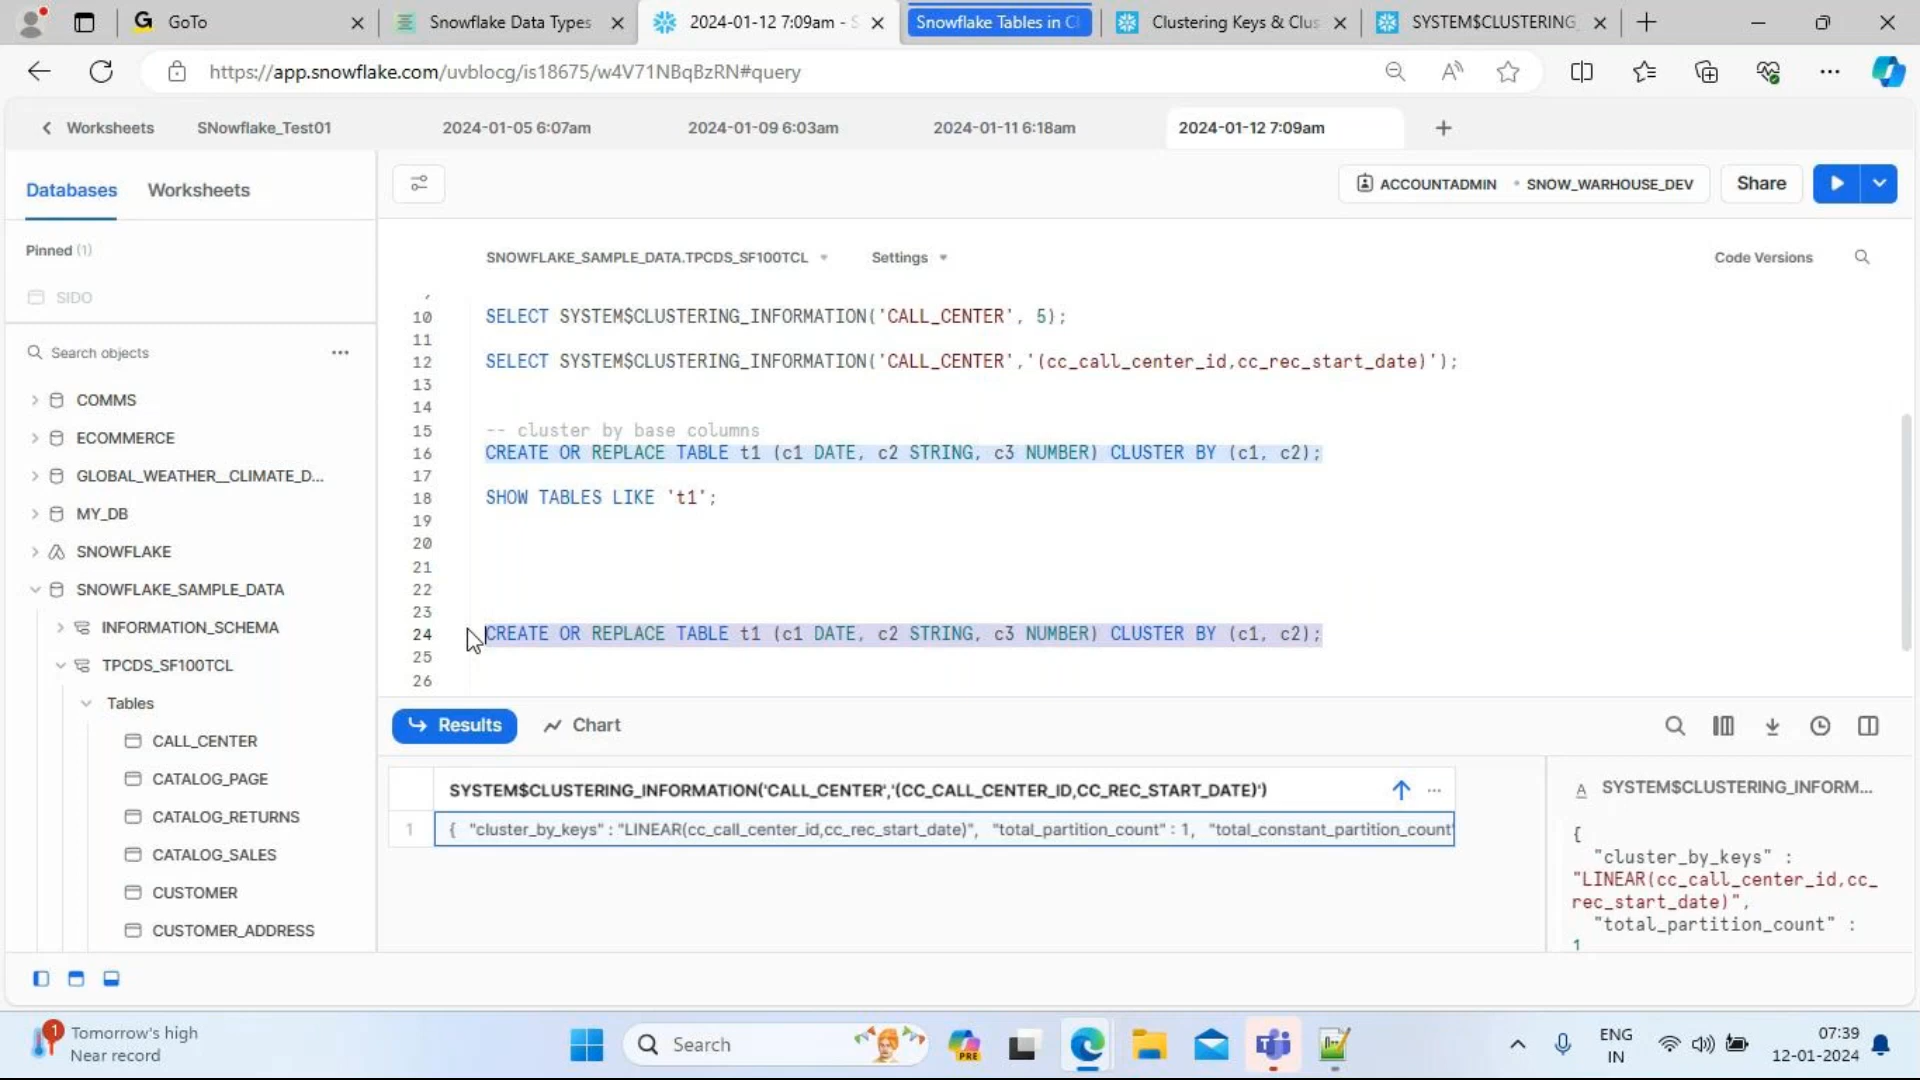 GoTo
Snowflake Data Types
2024-01-12 7:09am - S
Snowflake Tables in Cl
Clustering Keys & Clus
SYSTEM$CLUSTERING_
https://app.snowflake.com/uvblocg/is18675/w4V71NBqBzRN#query
Worksheets
SNowflake_Test01
2024-01-05 6:07am
2024-01-09 6:03am
2024-01-11 6:18am
2024-01-12 7:09am
Databases
Worksheets
ACCOUNTADMIN
SNOW_WARHOUSE_DEV
Share
Pinned (1)
SIDO
Search objects
COMMS
ECOMMERCE
GLOBAL_WEATHER__CLIMATE_D...
MY_DB
SNOWFLAKE
SNOWFLAKE_SAMPLE_DATA
INFORMATION_SCHEMA
TPCDS_SF100TCL
Tables
CALL_CENTER
CATALOG_PAGE
CATALOG_RETURNS
CATALOG_SALES
CUSTOMER
CUSTOMER_ADDRESS
SNOWFLAKE_SAMPLE_DATA.TPCDS_SF100TCL
Settings
Code Versions
10 SELECT SYSTEM$CLUSTERING_INFORMATION('CALL_CENTER', 5);
11
12 SELECT SYSTEM$CLUSTERING_INFORMATION('CALL_CENTER','(cc_call_center_id,cc_rec_start_date)');
13
14
15 -- cluster by base columns
16 CREATE OR REPLACE TABLE t1 (c1 DATE, c2 STRING, c3 NUMBER) CLUSTER BY (c1, c2);
17
18 SHOW TABLES LIKE 't1';
19
20
21
22
23
24 CREATE OR REPLACE TABLE t1 (c1 DATE, c2 STRING, c3 NUMBER) CLUSTER BY (c1, c2);
25
26
Results
Chart
SYSTEM$CLUSTERING_INFORMATION('CALL_CENTER','(CC_CALL_CENTER_ID,CC_REC_START_DATE)')
...
1 { "cluster_by_keys" : "LINEAR(cc_call_center_id,cc_rec_start_date)", "total_partition_count" : 1, "total_constant_partition_count"
A SYSTEM$CLUSTERING_INFORM...
{
"cluster_by_keys" :
"LINEAR(cc_call_center_id,cc_
rec_start_date)",
"total_partition_count" :
1
1
Tomorrow's high
Near record
Search
PRE
ENG
IN
07:39
12-01-2024